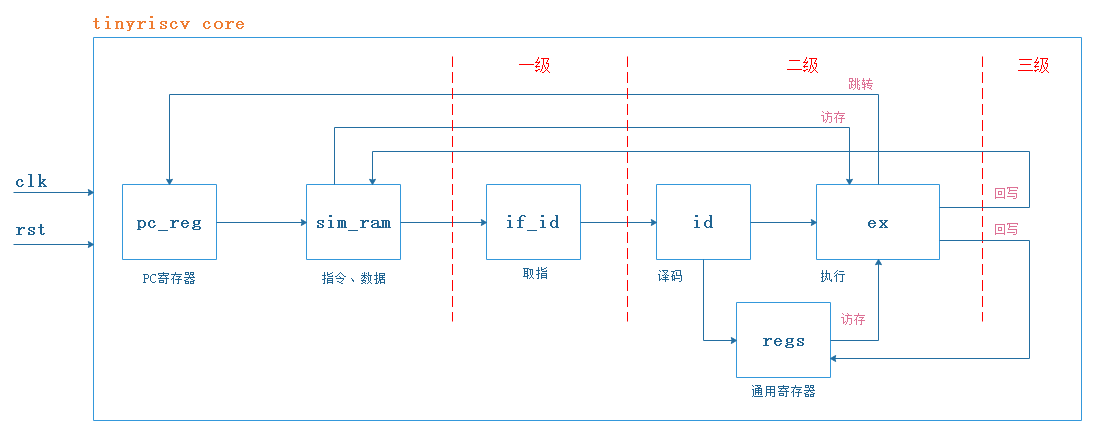 tinyriscv core
一级
二级
三级
跳转
访存
clk
rst
pc_reg
sim_ram
if_id
id
ex
回写
回写
PC寄存器
指令、数据
取指
译码
执行
regs
访存
通用寄存器